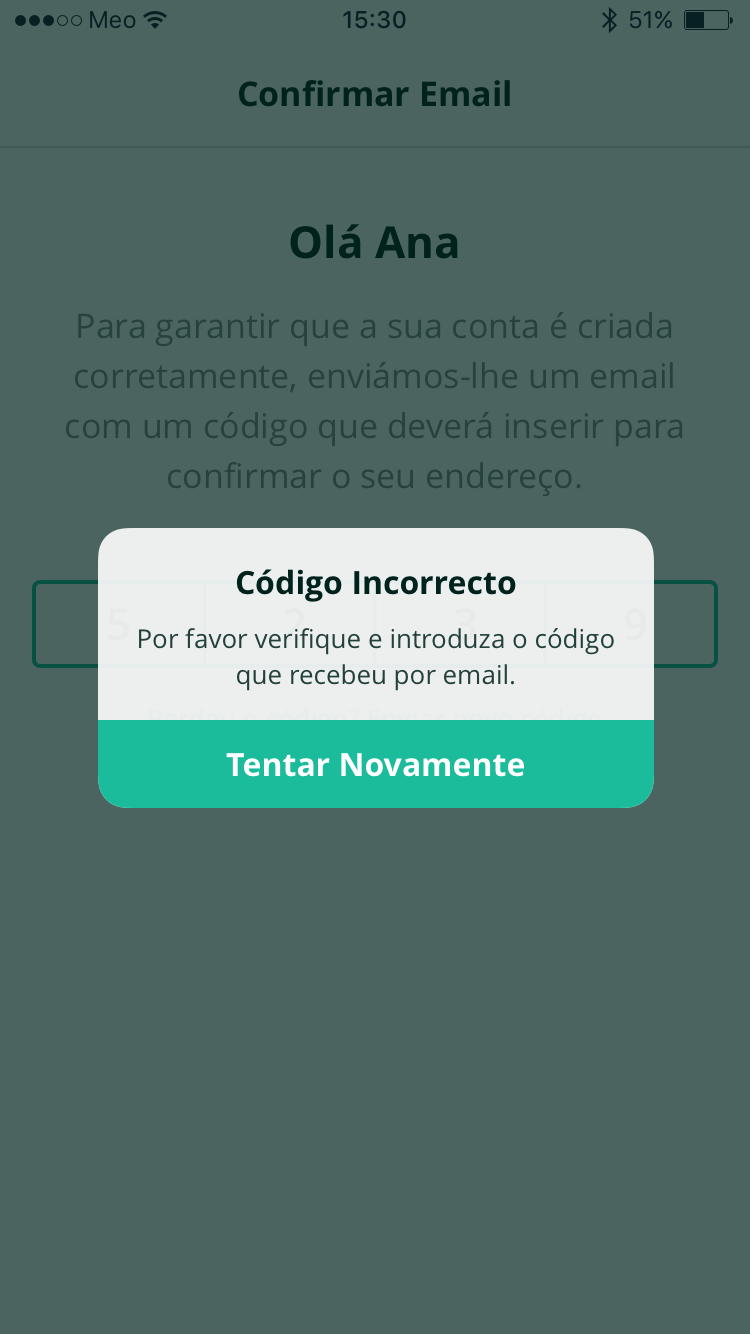 Meo 15:30 51%
Confirmar Email
Olá Ana
Para garantir que a sua conta é criada
corretamente, enviámos-lhe um email
com um código que deverá inserir para
confirmar o seu endereço.
Código Incorrecto
5 2 3 9
Por favor verifique e introduza o código
que recebeu por email.
Tentar Novamente